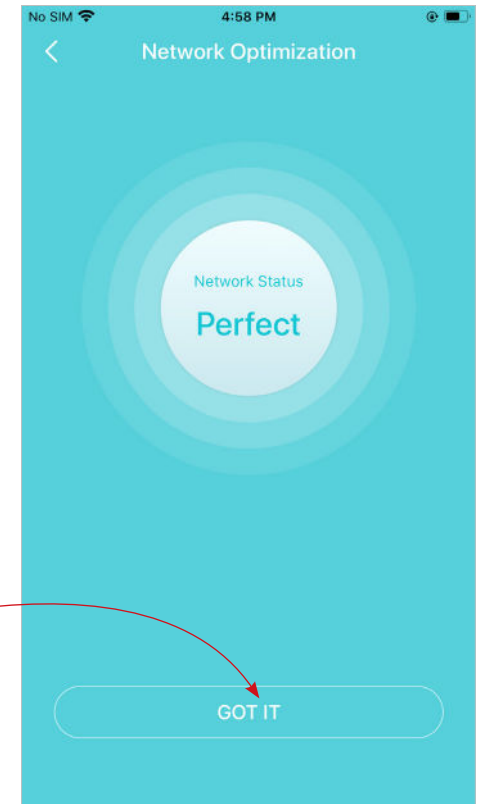 No SIM 4:58 PM
Network Optimization
Network Status
Perfect
GOT IT